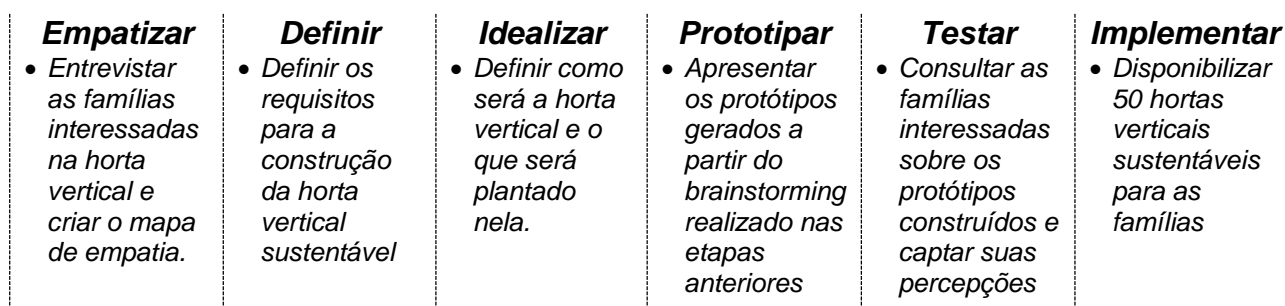 Empatizar
• Entrevistar
as famílias
interessadas
na horta
vertical e
criar o mapa
de empatia.
Definir
• Definir os
requisitos
para a
construção
da horta
vertical
sustentável
Idealizar
• Definir como
será a horta
vertical e o
que será
plantado
nela.
Prototipar
• Apresentar
os protótipos
gerados a
partir do
brainstorming
realizado nas
etapas
anteriores
Testar
• Consultar as
famílias
interessadas
sobre os
protótipos
construídos e
captar suas
percepções
Implementar
• Disponibilizar
50 hortas
verticais
sustentáveis
para as
famílias